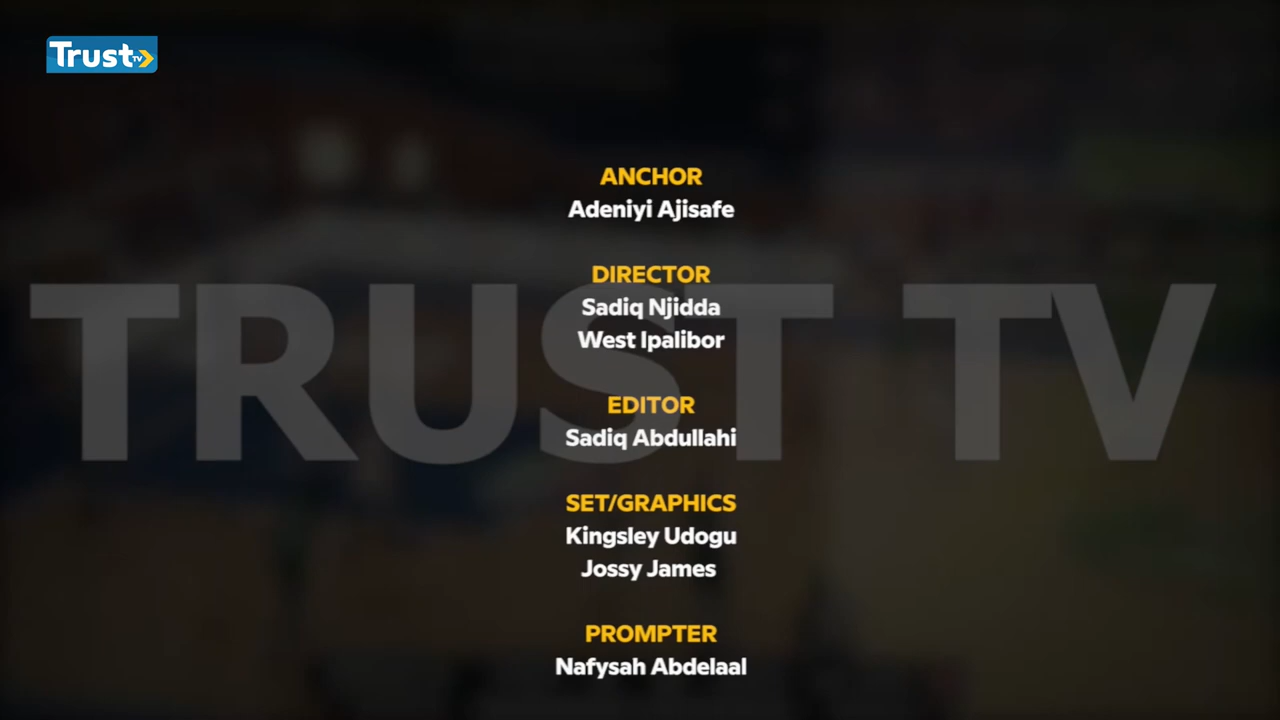 Trust TV
ANCHOR
Adeniyi Ajisafe
DIRECTOR
Sadiq Njidda
West Ipalibor
TRUST TV
EDITOR
Sadiq Abdullahi
SET/GRAPHICS
Kingsley Udogu
Jossy James
PROMPTER
Nafysah Abdelaal